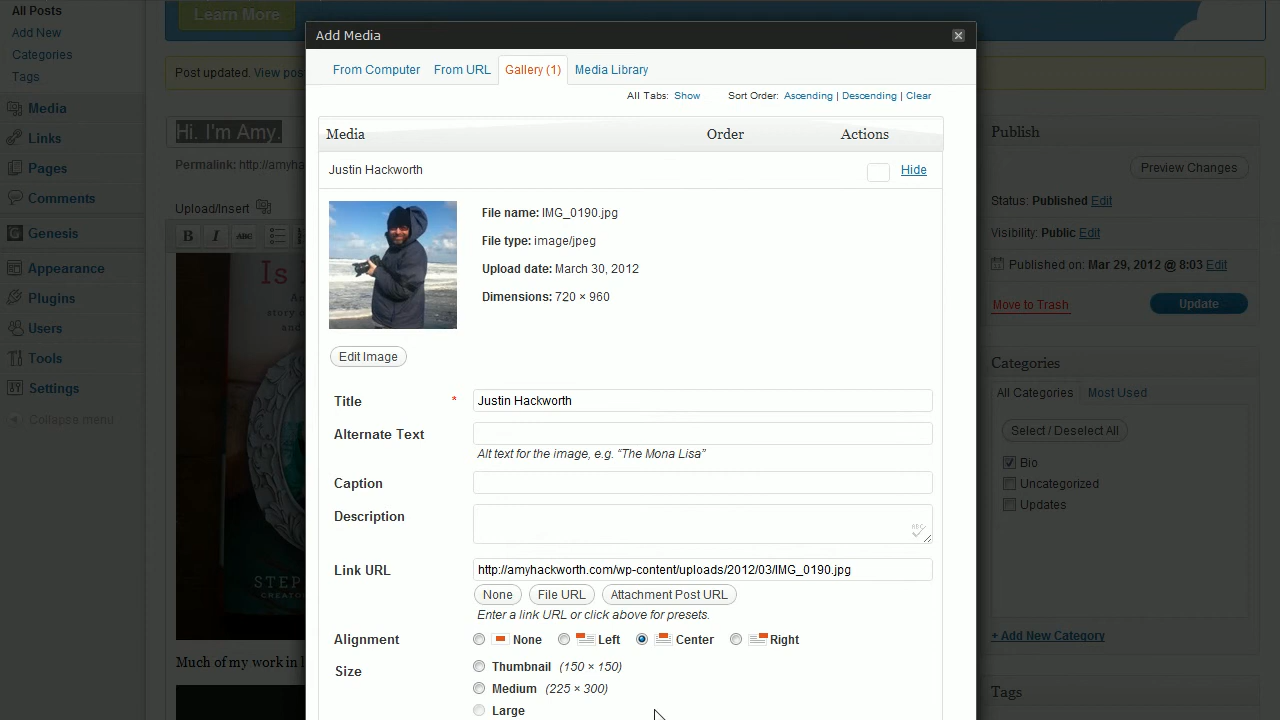 All Posts
Add New
Categories
Tags
Media
Links
Pages
Comments
Genesis
Appearance
Plugins
Users
Tools
Settings
Collapse menu
Learn More
Post updated. View pos
Hi. I'm Amy.
Permalink: http://amyha
Upload/Insert
B I ABC
Is
An
story o
and
STEP
CREATO
Much of my work in l
Add Media
From Computer From URL Gallery (1) Media Library
All Tabs: Show Sort Order: Ascending | Descending | Clear
Media Order Actions
Justin Hackworth Hide
File name: IMG_0190.jpg
File type: image/jpeg
Upload date: March 30, 2012
Dimensions: 720 × 960
Edit Image
Title * Justin Hackworth
Alternate Text
Alt text for the image, e.g. “The Mona Lisa”
Caption
Description
ABC
Link URL http://amyhackworth.com/wp-content/uploads/2012/03/IMG_0190.jpg
None File URL Attachment Post URL
Enter a link URL or click above for presets.
Alignment None Left Center Right
Size Thumbnail (150 × 150)
Medium (225 × 300)
Large
Publish
Preview Changes
Status: Published Edit
Visibility: Public Edit
Published on: Mar 29, 2012 @ 8:03 Edit
Move to Trash Update
Categories
All Categories Most Used
Select / Deselect All
Bio
Uncategorized
Updates
+ Add New Category
Tags